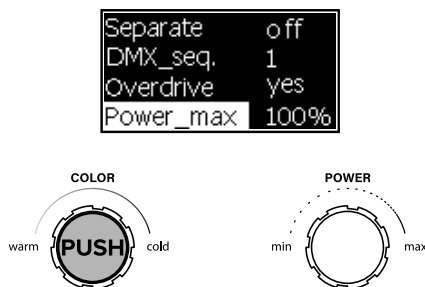 Separate off
DMX_seq. 1
Overdrive yes
Power_max 100%
COLOR POWER
warm PUSH cold min max